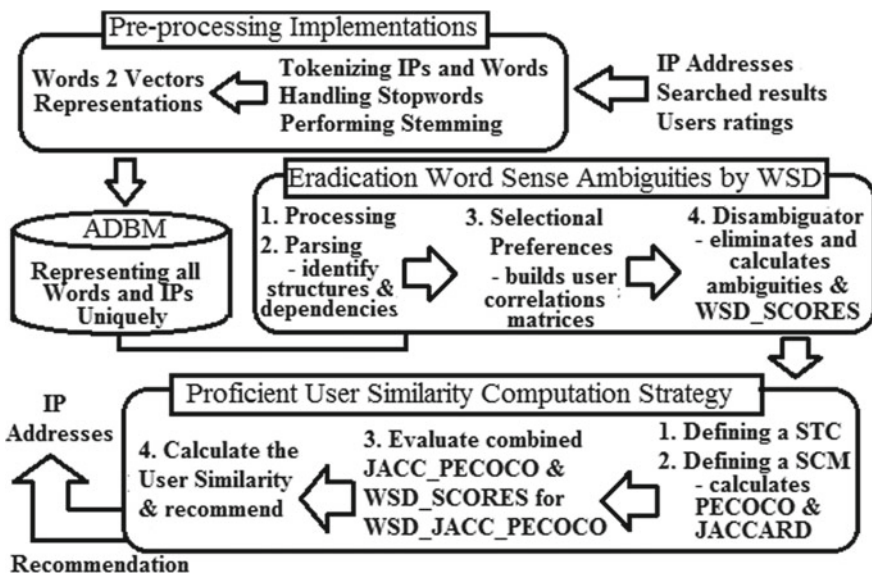 Pre-processing Implementations
Words 2 Vectors
Representations
Tokenizing IPs and Words
Handling Stopwords
Performing Stemming
IP Addresses
Searched results
Users ratings
ADBM
Representing all
Words and IPs
Uniquely
Eradication Word Sense Ambiguities by WSD
1. Processing
2. Parsing
- identify
structures &
dependencies
3. Selectional
Preferences
- builds user
correlations
matrices
4. Disambiguator
- eliminates and
calculates
ambiguities &
WSD_SCORES
Proficient User Similarity Computation Strategy
1. Defining a STC
2. Defining a SCM
- calculates
PECOCO &
JACCARD
3. Evaluate combined
JACC_PECOCO &
WSD_SCORES for
WSD_JACC_PECOCO
4. Calculate the
User Similarity
& recommend
IP
Addresses
Recommendation